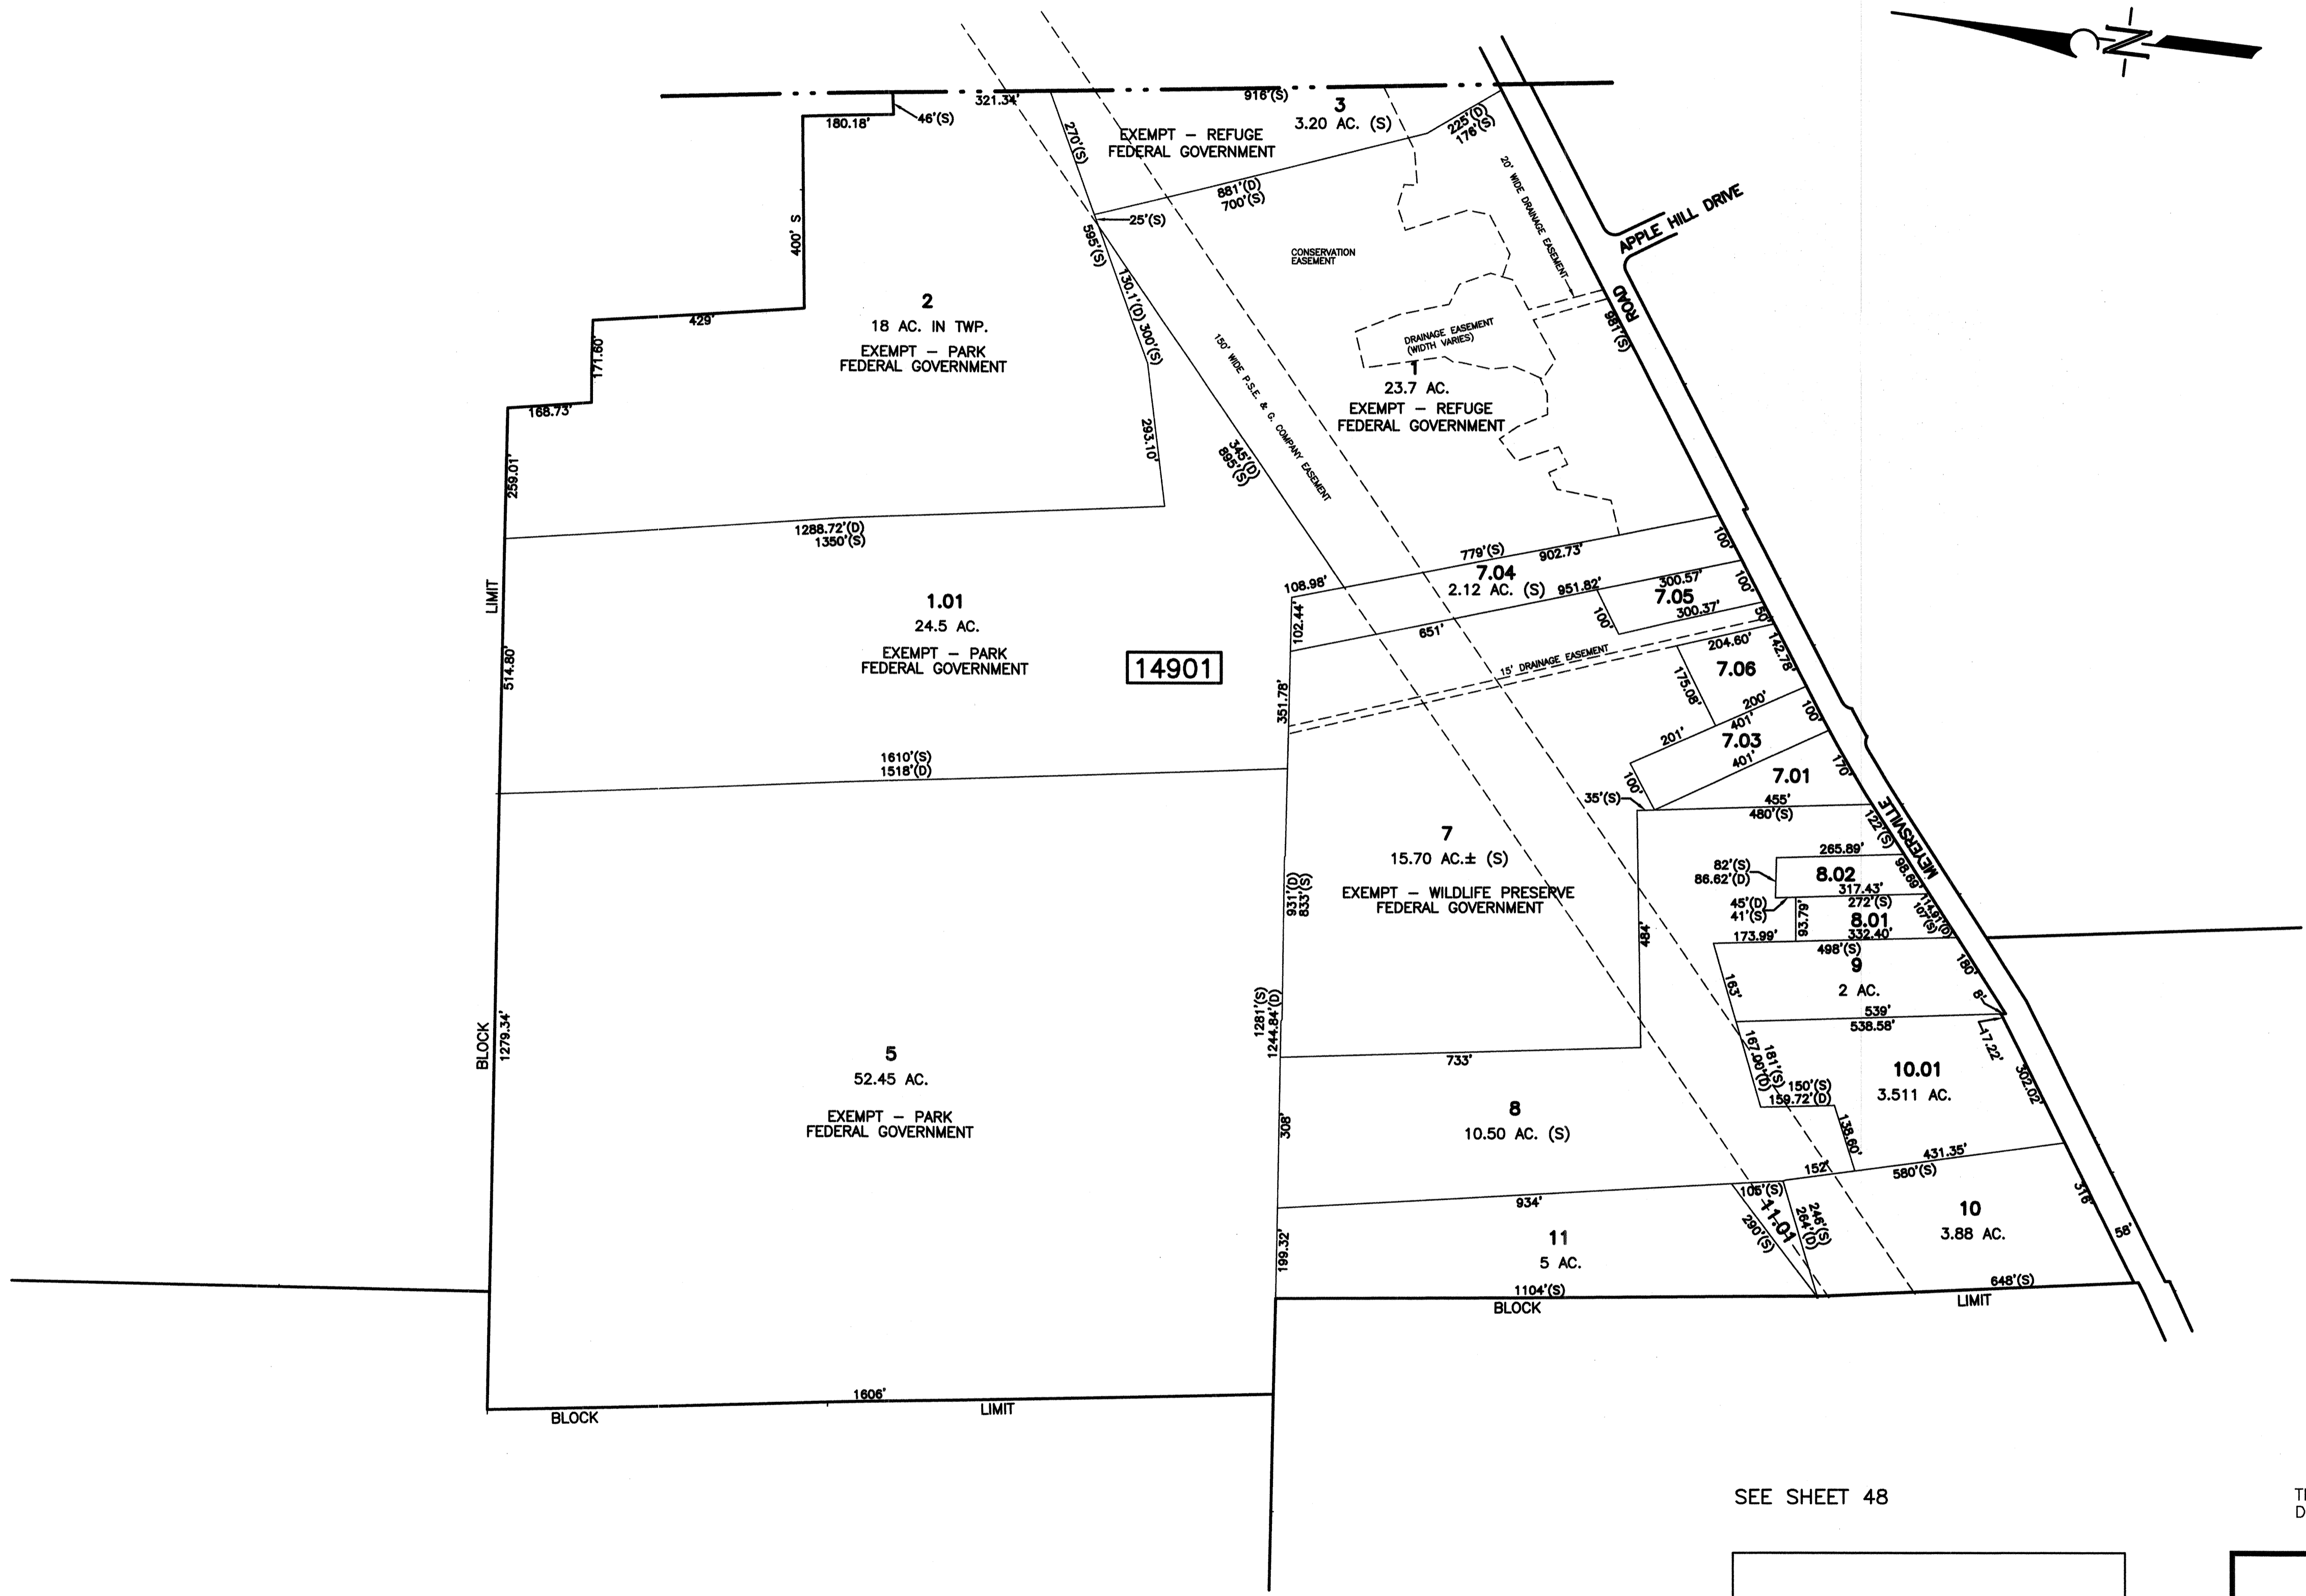 N
321.34'
916'(S)
3
3.20 AC. (S)
180.18'
46'(S)
270'(S)
EXEMPT – REFUGE
FEDERAL GOVERNMENT
225'(D)
176'(S)
20' WIDE DRAINAGE EASEMENT
881'(D)
700'(S)
25'(S)
APPLE HILL DRIVE
400' S
595'(S)
CONSERVATION
EASEMENT
130.1'(D) 300'(S)
ROAD
981'(S)
2
18 AC. IN TWP.
EXEMPT – PARK
FEDERAL GOVERNMENT
429'
171.60'
168.73'
150' WIDE P.S.E. & G. COMPANY EASEMENT
DRAINAGE EASEMENT
(WIDTH VARIES)
1
23.7 AC.
EXEMPT – REFUGE
FEDERAL GOVERNMENT
293.10'
345'(D)
895'(S)
259.01'
1288.72'(D)
1350'(S)
779'(S)
902.73'
100'
108.98'
7.04
2.12 AC. (S)
951.82'
300.57'
100'
7.05
300.37'
100'
50'
LIMIT
1.01
24.5 AC.
EXEMPT – PARK
FEDERAL GOVERNMENT
14901
102.44'
651'
15' DRAINAGE EASEMENT
204.60'
142.78'
7.06
175.08'
514.80'
351.78'
200'
100'
401'
201'
7.03
401'
100'
170'
7.01
1610'(S)
1518'(D)
35'(S)
455'
480'(S)
122'(S)
MEYERSVILLE
7
15.70 AC.± (S)
EXEMPT – WILDLIFE PRESERVE
FEDERAL GOVERNMENT
265.89'
82'(S)
86.62'(D)
8.02
98.69'
317.43'
45'(D)
41'(S)
272'(S)
93.79'
8.01
114.91'(D)
107'(S)
931'(D)
833'(S)
484'
173.99'
332.40'
498'(S)
9
2 AC.
180'
8'
163'
539'
538.58'
17.22'
1281'(S)
1244.84'(D)
BLOCK
1279.34'
5
52.45 AC.
EXEMPT – PARK
FEDERAL GOVERNMENT
733'
181'(S)
167.00'(D)
150'(S)
159.72'(D)
10.01
3.511 AC.
302.02'
8
10.50 AC. (S)
308'
138.60'
152'
431.35'
580'(S)
934'
105'(S)
11.01
246'(S)
264'(D)
290'(S)
316'
10
3.88 AC.
58'
11
5 AC.
199.32'
1104'(S)
648'(S)
BLOCK
LIMIT
1606'
BLOCK
LIMIT
SEE SHEET 48